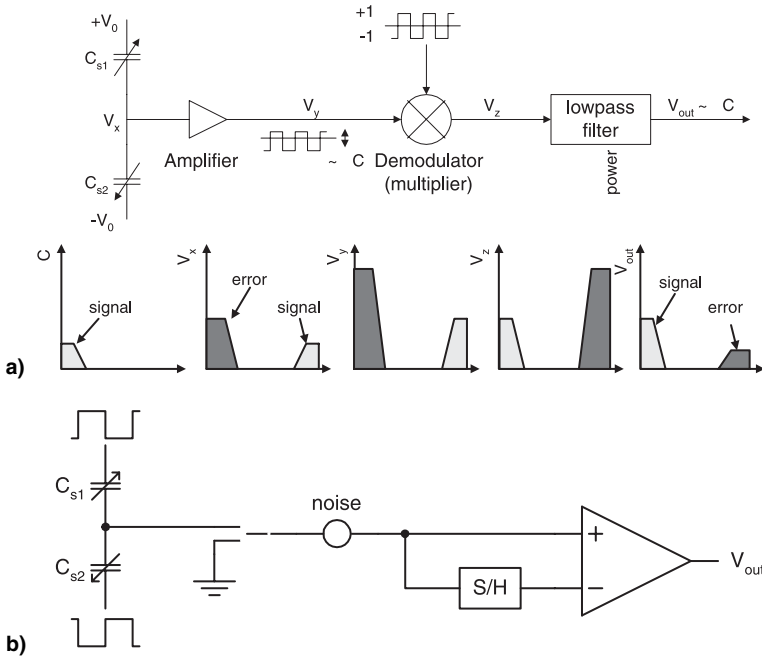 +V0
Cs1
Vx
Cs2
-V0
Amplifier
Vy
~ C
+1
-1
Demodulator
(multiplier)
Vz
lowpass
filter
power
Vout ~ C
C
signal
Vx
error
signal
Vy
Vz
Vout
signal
error
a)
Cs1
Cs2
noise
S/H
+
−
Vout
b)